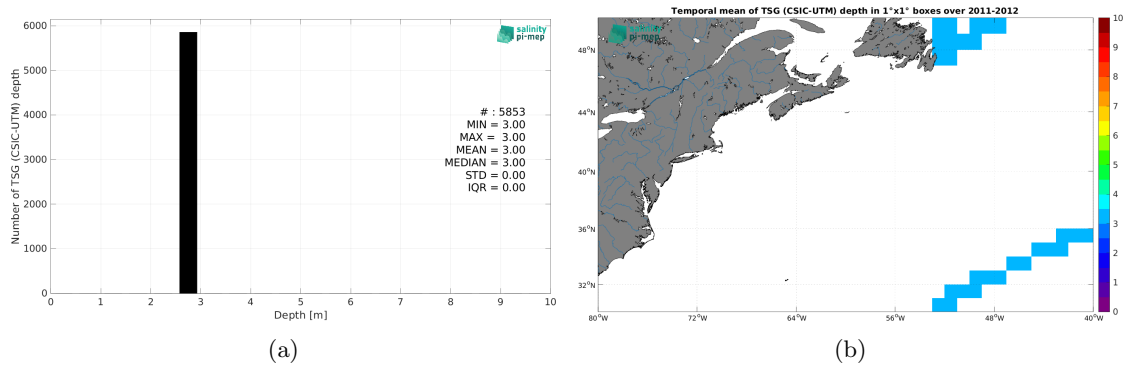 salinity
pi-mep
6000
5000
4000
3000
2000
1000
0
Number of TSG (CSIC-UTM) depth
# : 5853
MIN = 3.00
MAX = 3.00
MEAN = 3.00
MEDIAN = 3.00
STD = 0.00
IQR = 0.00
0 1 2 3 4 5 6 7 8 9 10
Depth [m]
(a)
Temporal mean of TSG (CSIC-UTM) depth in 1°x1° boxes over 2011-2012
salinity
pi-mep
48°N
44°N
40°N
36°N
32°N
80°W 72°W 64°W 56°W 48°W 40°W
10
9
8
7
6
5
4
3
2
1
0
(b)